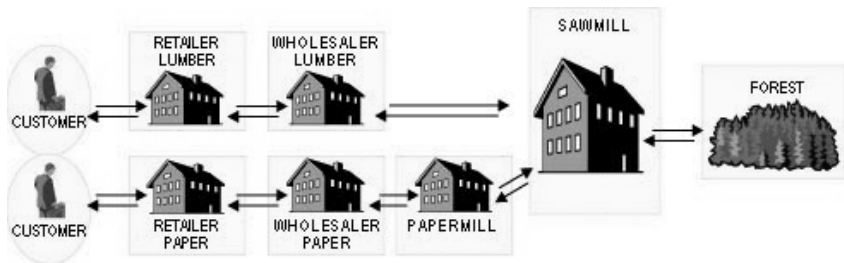 RETAILER
LUMBER
WHOLESALER
LUMBER
SAWMILL
FOREST
CUSTOMER
CUSTOMER
RETAILER
PAPER
WHOLESALER
PAPER
PAPERMILL